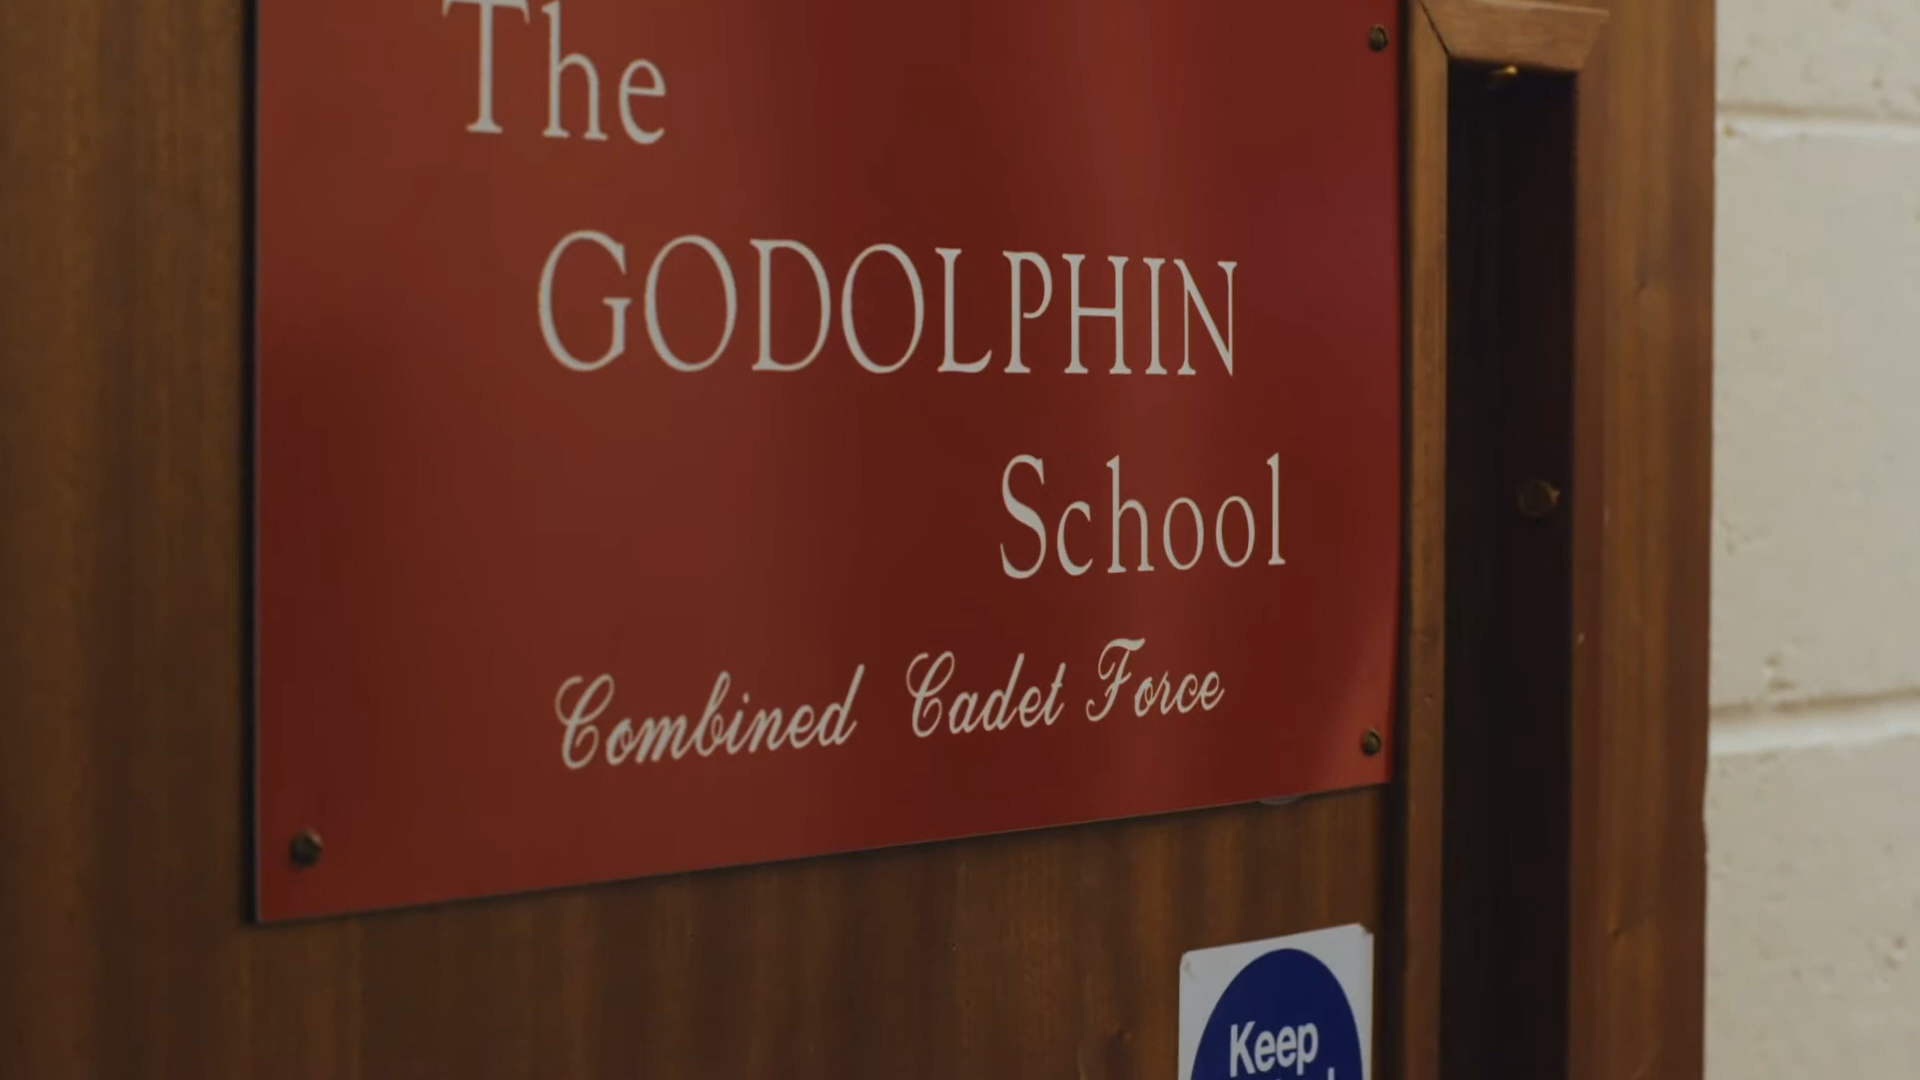 The
GODOLPHIN
School
Combined Cadet Force
Keep